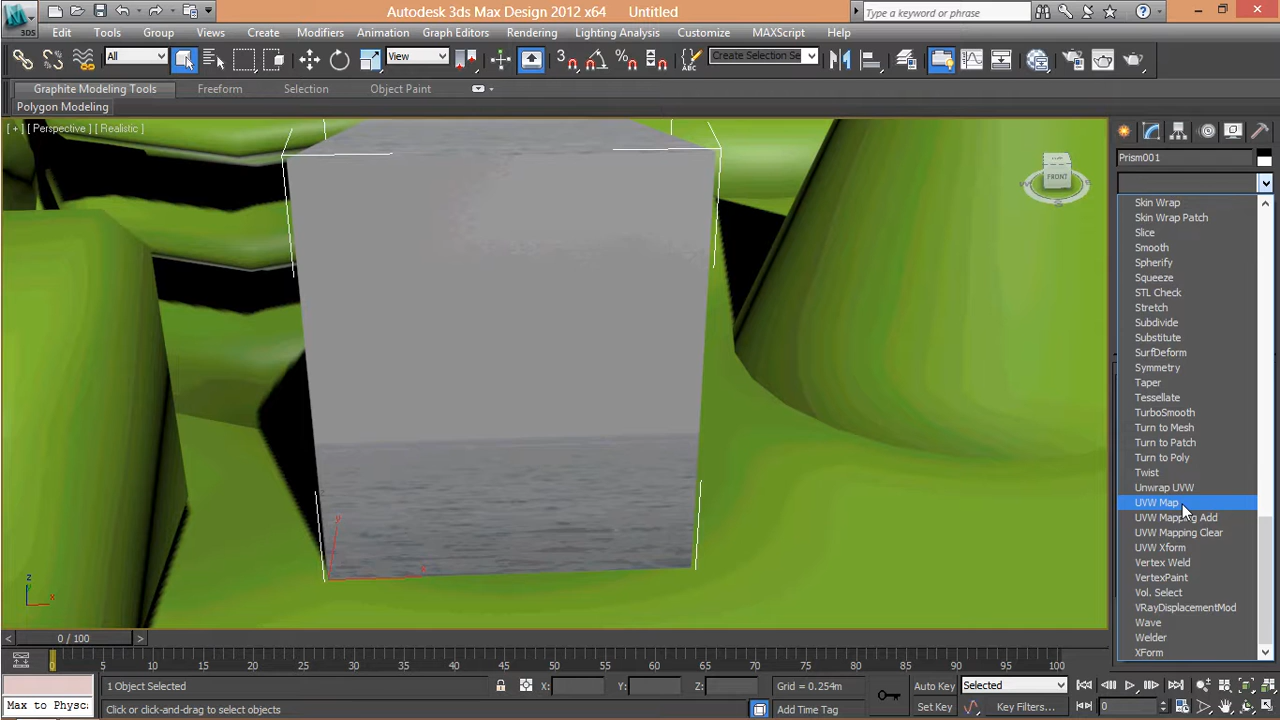 Autodesk 3ds Max Design 2012 x64 Untitled
Type a keyword or phrase
3DS
Edit Tools Group Views Create Modifiers Animation Graph Editors Rendering Lighting Analysis Customize MAXScript Help
All View 3 Create Selection Se
Graphite Modeling Tools Freeform Selection Object Paint
Polygon Modeling
[ + ] [ Perspective ] [ Realistic ]
FRONT
Prism001
Skin Wrap
Skin Wrap Patch
Slice
Smooth
Spherify
Squeeze
STL Check
Stretch
Subdivide
Substitute
SurfDeform
Symmetry
Taper
Tessellate
TurboSmooth
Turn to Mesh
Turn to Patch
Turn to Poly
Twist
Unwrap UVW
UVW Map
UVW Mapping Add
UVW Mapping Clear
UVW Xform
Vertex Weld
VertexPaint
Vol. Select
VRayDisplacementMod
Wave
Welder
XForm
y
x
z
x
0 / 100
0 5 10 15 20 25 30 35 40 45 50 55 60 65 70 75 80 85 90 95 100
1 Object Selected X: Y: Z: Grid = 0.254m Auto Key Selected
Max to Physc Click or click-and-drag to select objects Add Time Tag Set Key Key Filters... 0